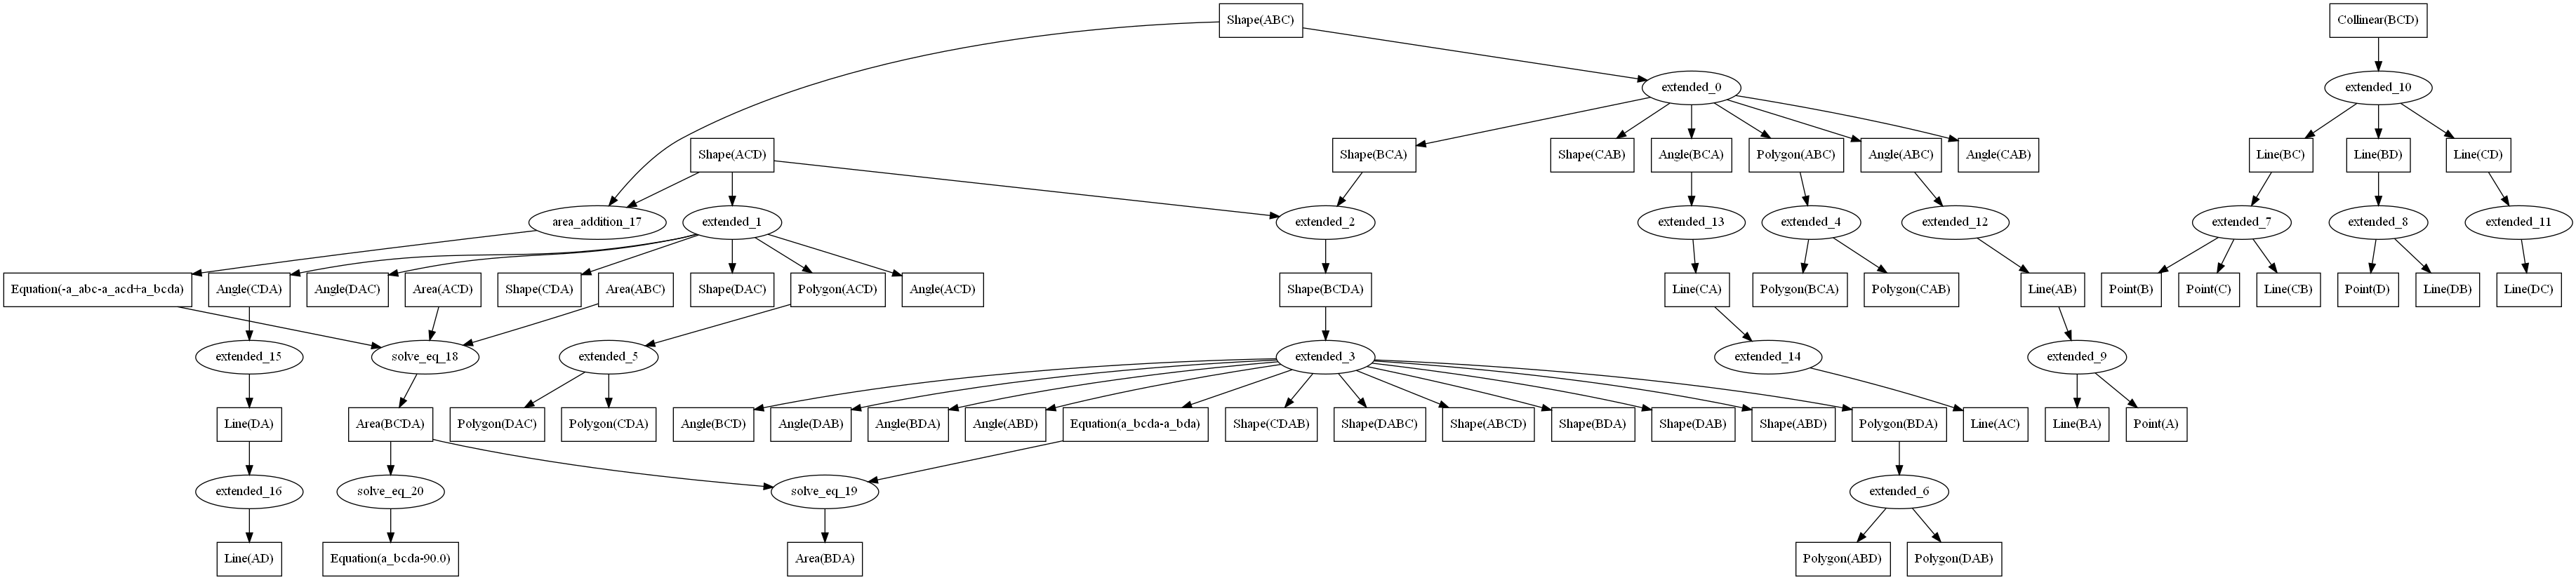 Shape(ABC)
Collinear(BCD)
extended_0
extended_10
Shape(ACD)
Shape(BCA)
Shape(CAB)
Angle(BCA)
Polygon(ABC)
Angle(ABC)
Angle(CAB)
Line(BC)
Line(BD)
Line(CD)
area_addition_17
extended_1
extended_2
extended_13
extended_4
extended_12
extended_7
extended_8
extended_11
Equation(-a_abc-a_acd+a_bcda)
Angle(CDA)
Angle(DAC)
Area(ACD)
Shape(CDA)
Area(ABC)
Shape(DAC)
Polygon(ACD)
Angle(ACD)
Shape(BCDA)
Line(CA)
Polygon(BCA)
Polygon(CAB)
Line(AB)
Point(B)
Point(C)
Line(CB)
Point(D)
Line(DB)
Line(DC)
extended_15
solve_eq_18
extended_5
extended_3
extended_14
extended_9
Line(DA)
Area(BCDA)
Polygon(DAC)
Polygon(CDA)
Angle(BCD)
Angle(DAB)
Angle(BDA)
Angle(ABD)
Equation(a_bcda-a_bda)
Shape(CDAB)
Shape(DABC)
Shape(ABCD)
Shape(BDA)
Shape(DAB)
Shape(ABD)
Polygon(BDA)
Line(AC)
Line(BA)
Point(A)
extended_16
solve_eq_20
solve_eq_19
extended_6
Line(AD)
Equation(a_bcda-90.0)
Area(BDA)
Polygon(ABD)
Polygon(DAB)